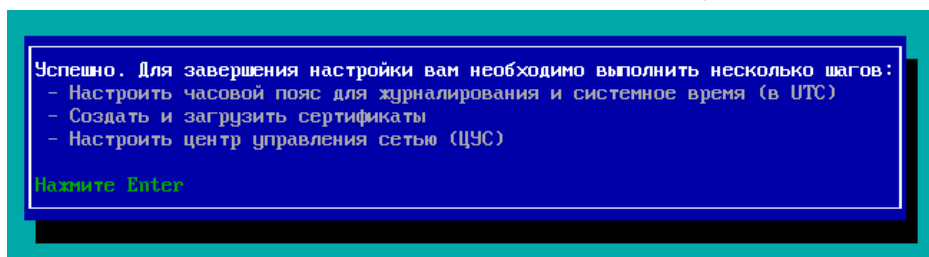 Успешно. Для завершения настройки вам необходимо выполнить несколько шагов:
- Настроить часовой пояс для журналирования и системное время (в UTC)
- Создать и загрузить сертификаты
- Настроить центр управления сетью (ЦУС)
Нажмите Enter